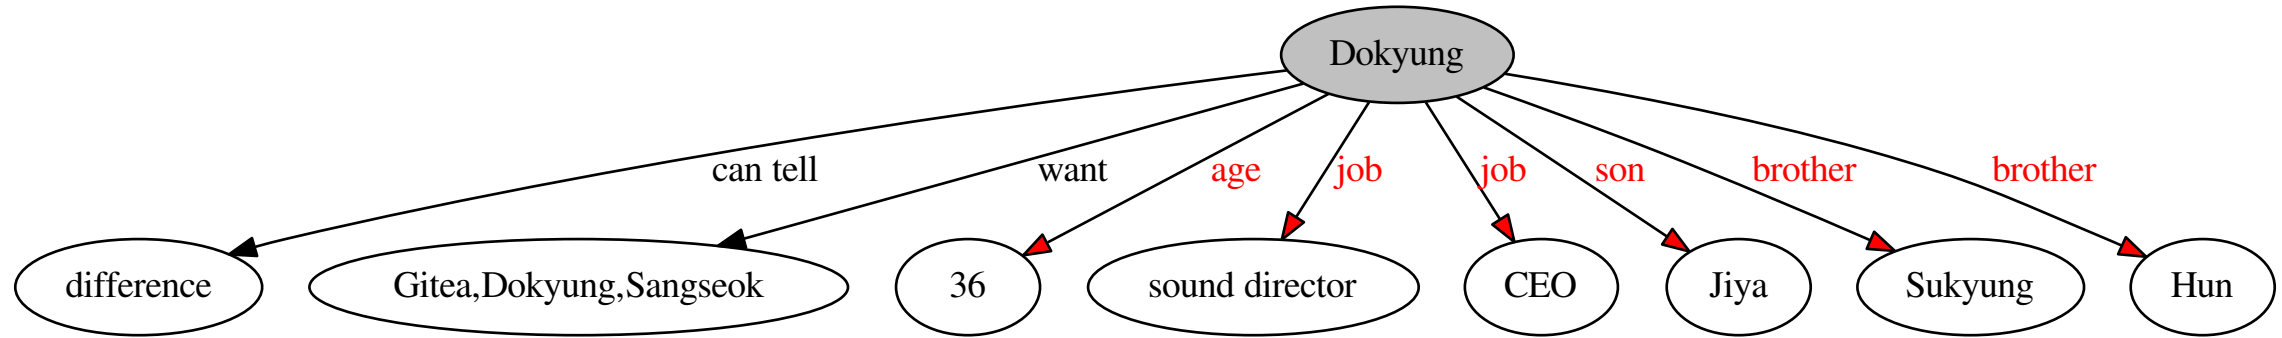 Dokyung
can tell want age job job son brother brother
difference Gitea,Dokyung,Sangseok 36 sound director CEO Jiya Sukyung Hun